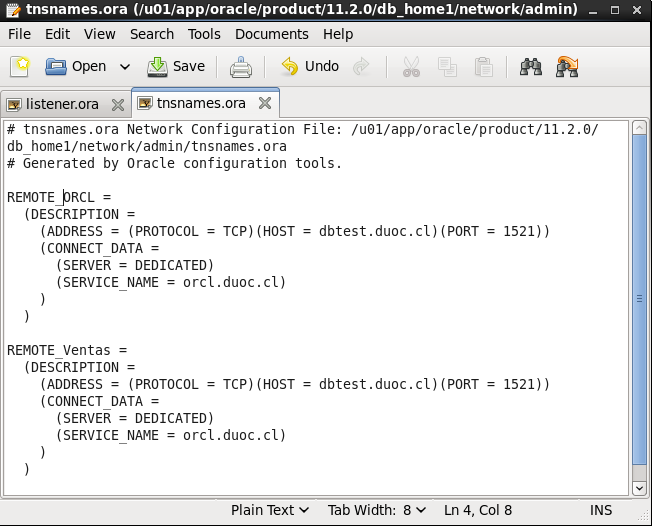 tnsnames.ora (/u01/app/oracle/product/11.2.0/db_home1/network/admin)
File Edit View Search Tools Documents Help
Open Save Undo
listener.ora tnsnames.ora
# tnsnames.ora Network Configuration File: /u01/app/oracle/product/11.2.0/
db_home1/network/admin/tnsnames.ora
# Generated by Oracle configuration tools.
REMOTE_ORCL =
  (DESCRIPTION =
    (ADDRESS = (PROTOCOL = TCP)(HOST = dbtest.duoc.cl)(PORT = 1521))
    (CONNECT_DATA =
      (SERVER = DEDICATED)
      (SERVICE_NAME = orcl.duoc.cl)
    )
  )
REMOTE_Ventas =
  (DESCRIPTION =
    (ADDRESS = (PROTOCOL = TCP)(HOST = dbtest.duoc.cl)(PORT = 1521))
    (CONNECT_DATA =
      (SERVER = DEDICATED)
      (SERVICE_NAME = orcl.duoc.cl)
    )
  )
Plain Text Tab Width: 8 Ln 4, Col 8 INS